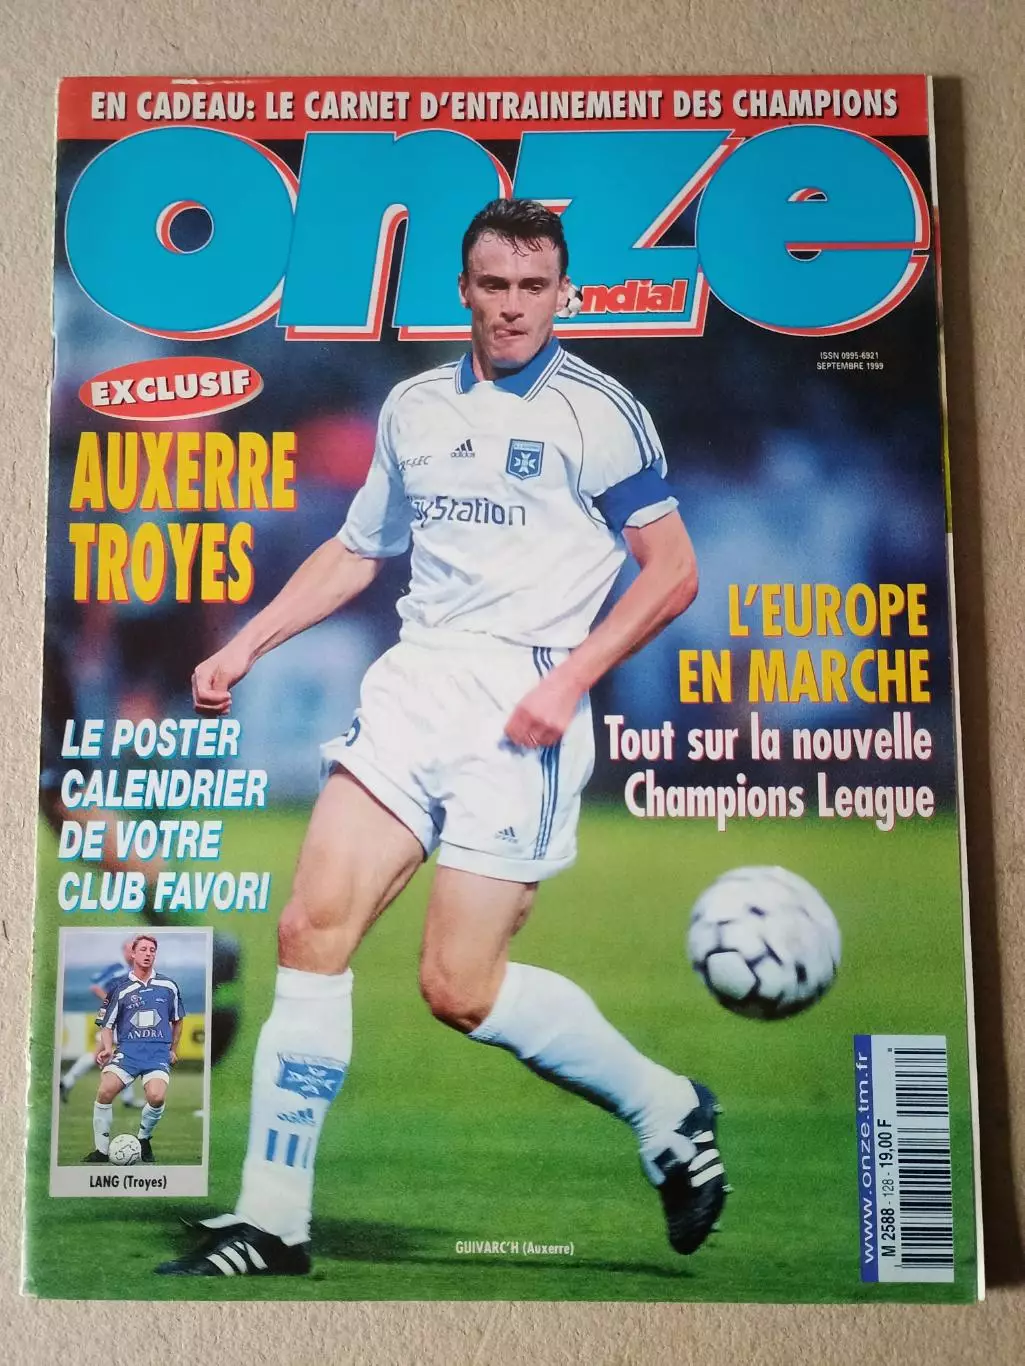 EN CADEAU: LE CARNET D'ENTRAINEMENT DES CHAMPIONS
onze
ndial
ISSN 0995-6921
SEPTEMBRE 1999
EXCLUSIF
AUXERRE
TROYES
adidas
ayStation
L'EUROPE
EN MARCHE
Tout sur la nouvelle
Champions League
LE POSTER
CALENDRIER
DE VOTRE
CLUB FAVORI
ANDRA
LANG (Troyes)
GUIVARC'H (Auxerre)
www.onze.tm.fr
M 2588 - 128 - 19,00 F